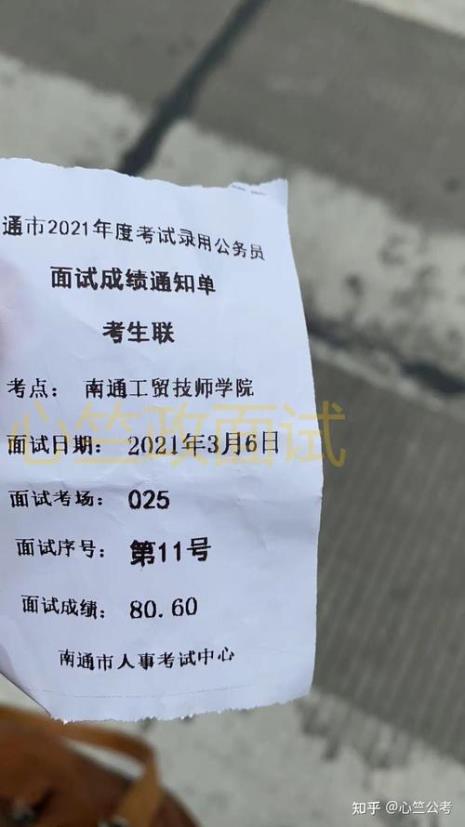 通市2021年度考试录用公务员
面试成绩通知单
考生联
考点： 南通工贸技师学院
心竺政面试
面试日期： 2021年3月6日
面试考场： 025
面试序号： 第11号
面试成绩： 80.60
南通市人事考试中心
知乎 @心竺公考